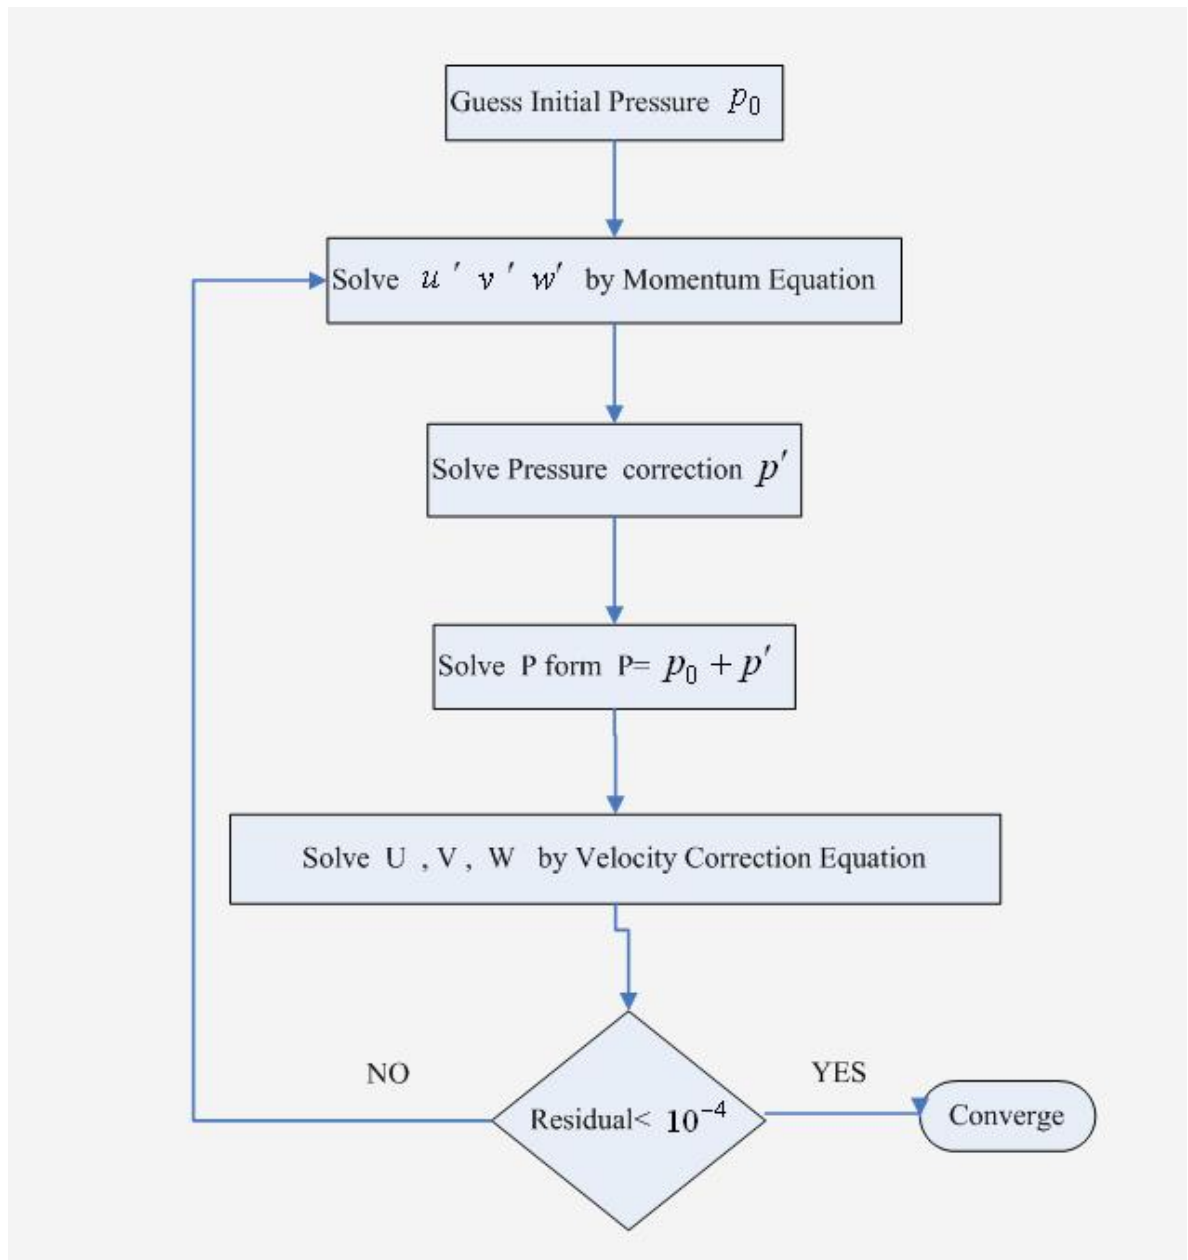 Guess Initial Pressure p₀
Solve u′ v′ w′ by Momentum Equation
Solve Pressure correction p′
Solve P form P= p₀ + p′
Solve U , V , W by Velocity Correction Equation
NO
YES
Residual< 10⁻⁴
Converge